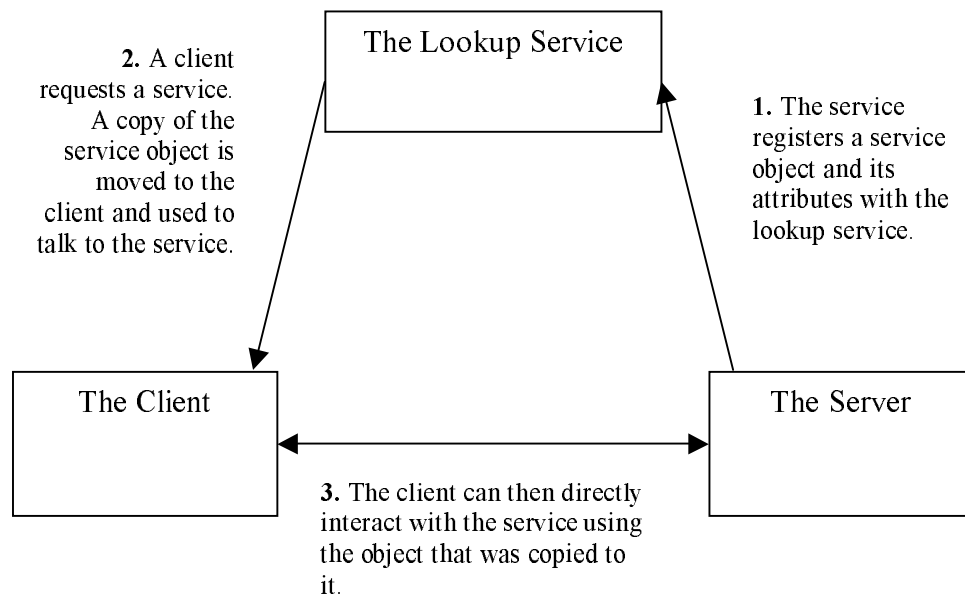 The Lookup Service
2. A client
requests a service.
A copy of the
service object is
moved to the
client and used to
talk to the service.
1. The service
registers a service
object and its
attributes with the
lookup service.
The Client
The Server
3. The client can then directly
interact with the service using
the object that was copied to
it.